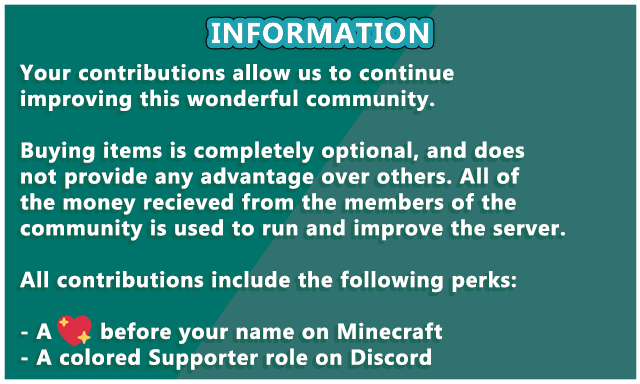 INFORMATION
Your contributions allow us to continue
improving this wonderful community.
Buying items is completely optional, and does
not provide any advantage over others. All of
the money recieved from the members of the
community is used to run and improve the server.
All contributions include the following perks:
- A 💖 before your name on Minecraft
- A colored Supporter role on Discord